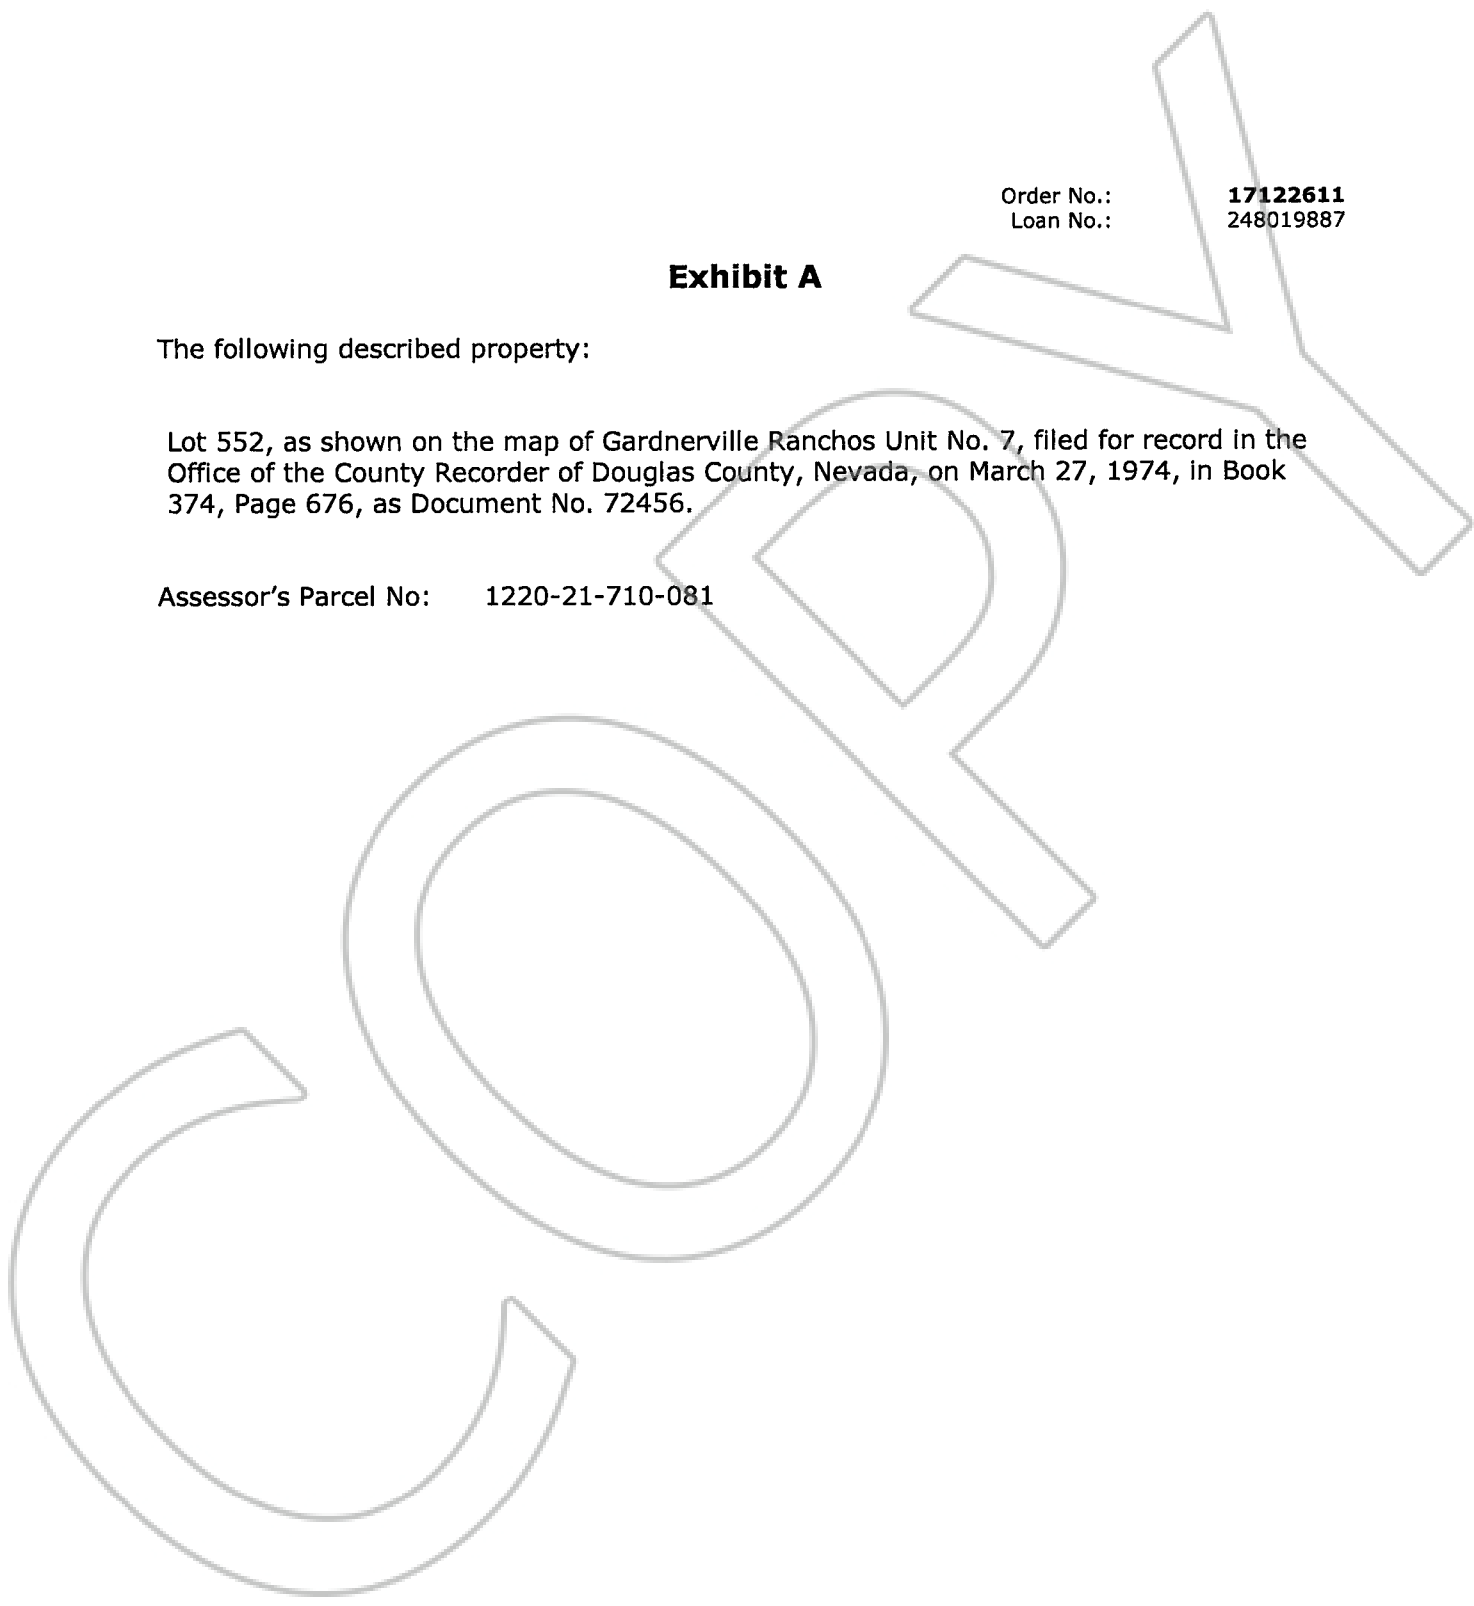 Order No.: 17122611
Loan No.: 248019887
Exhibit A
The following described property:
Lot 552, as shown on the map of Gardnerville Ranchos Unit No. 7, filed for record in the
Office of the County Recorder of Douglas County, Nevada, on March 27, 1974, in Book
374, Page 676, as Document No. 72456.
Assessor's Parcel No: 1220-21-710-081
COPY